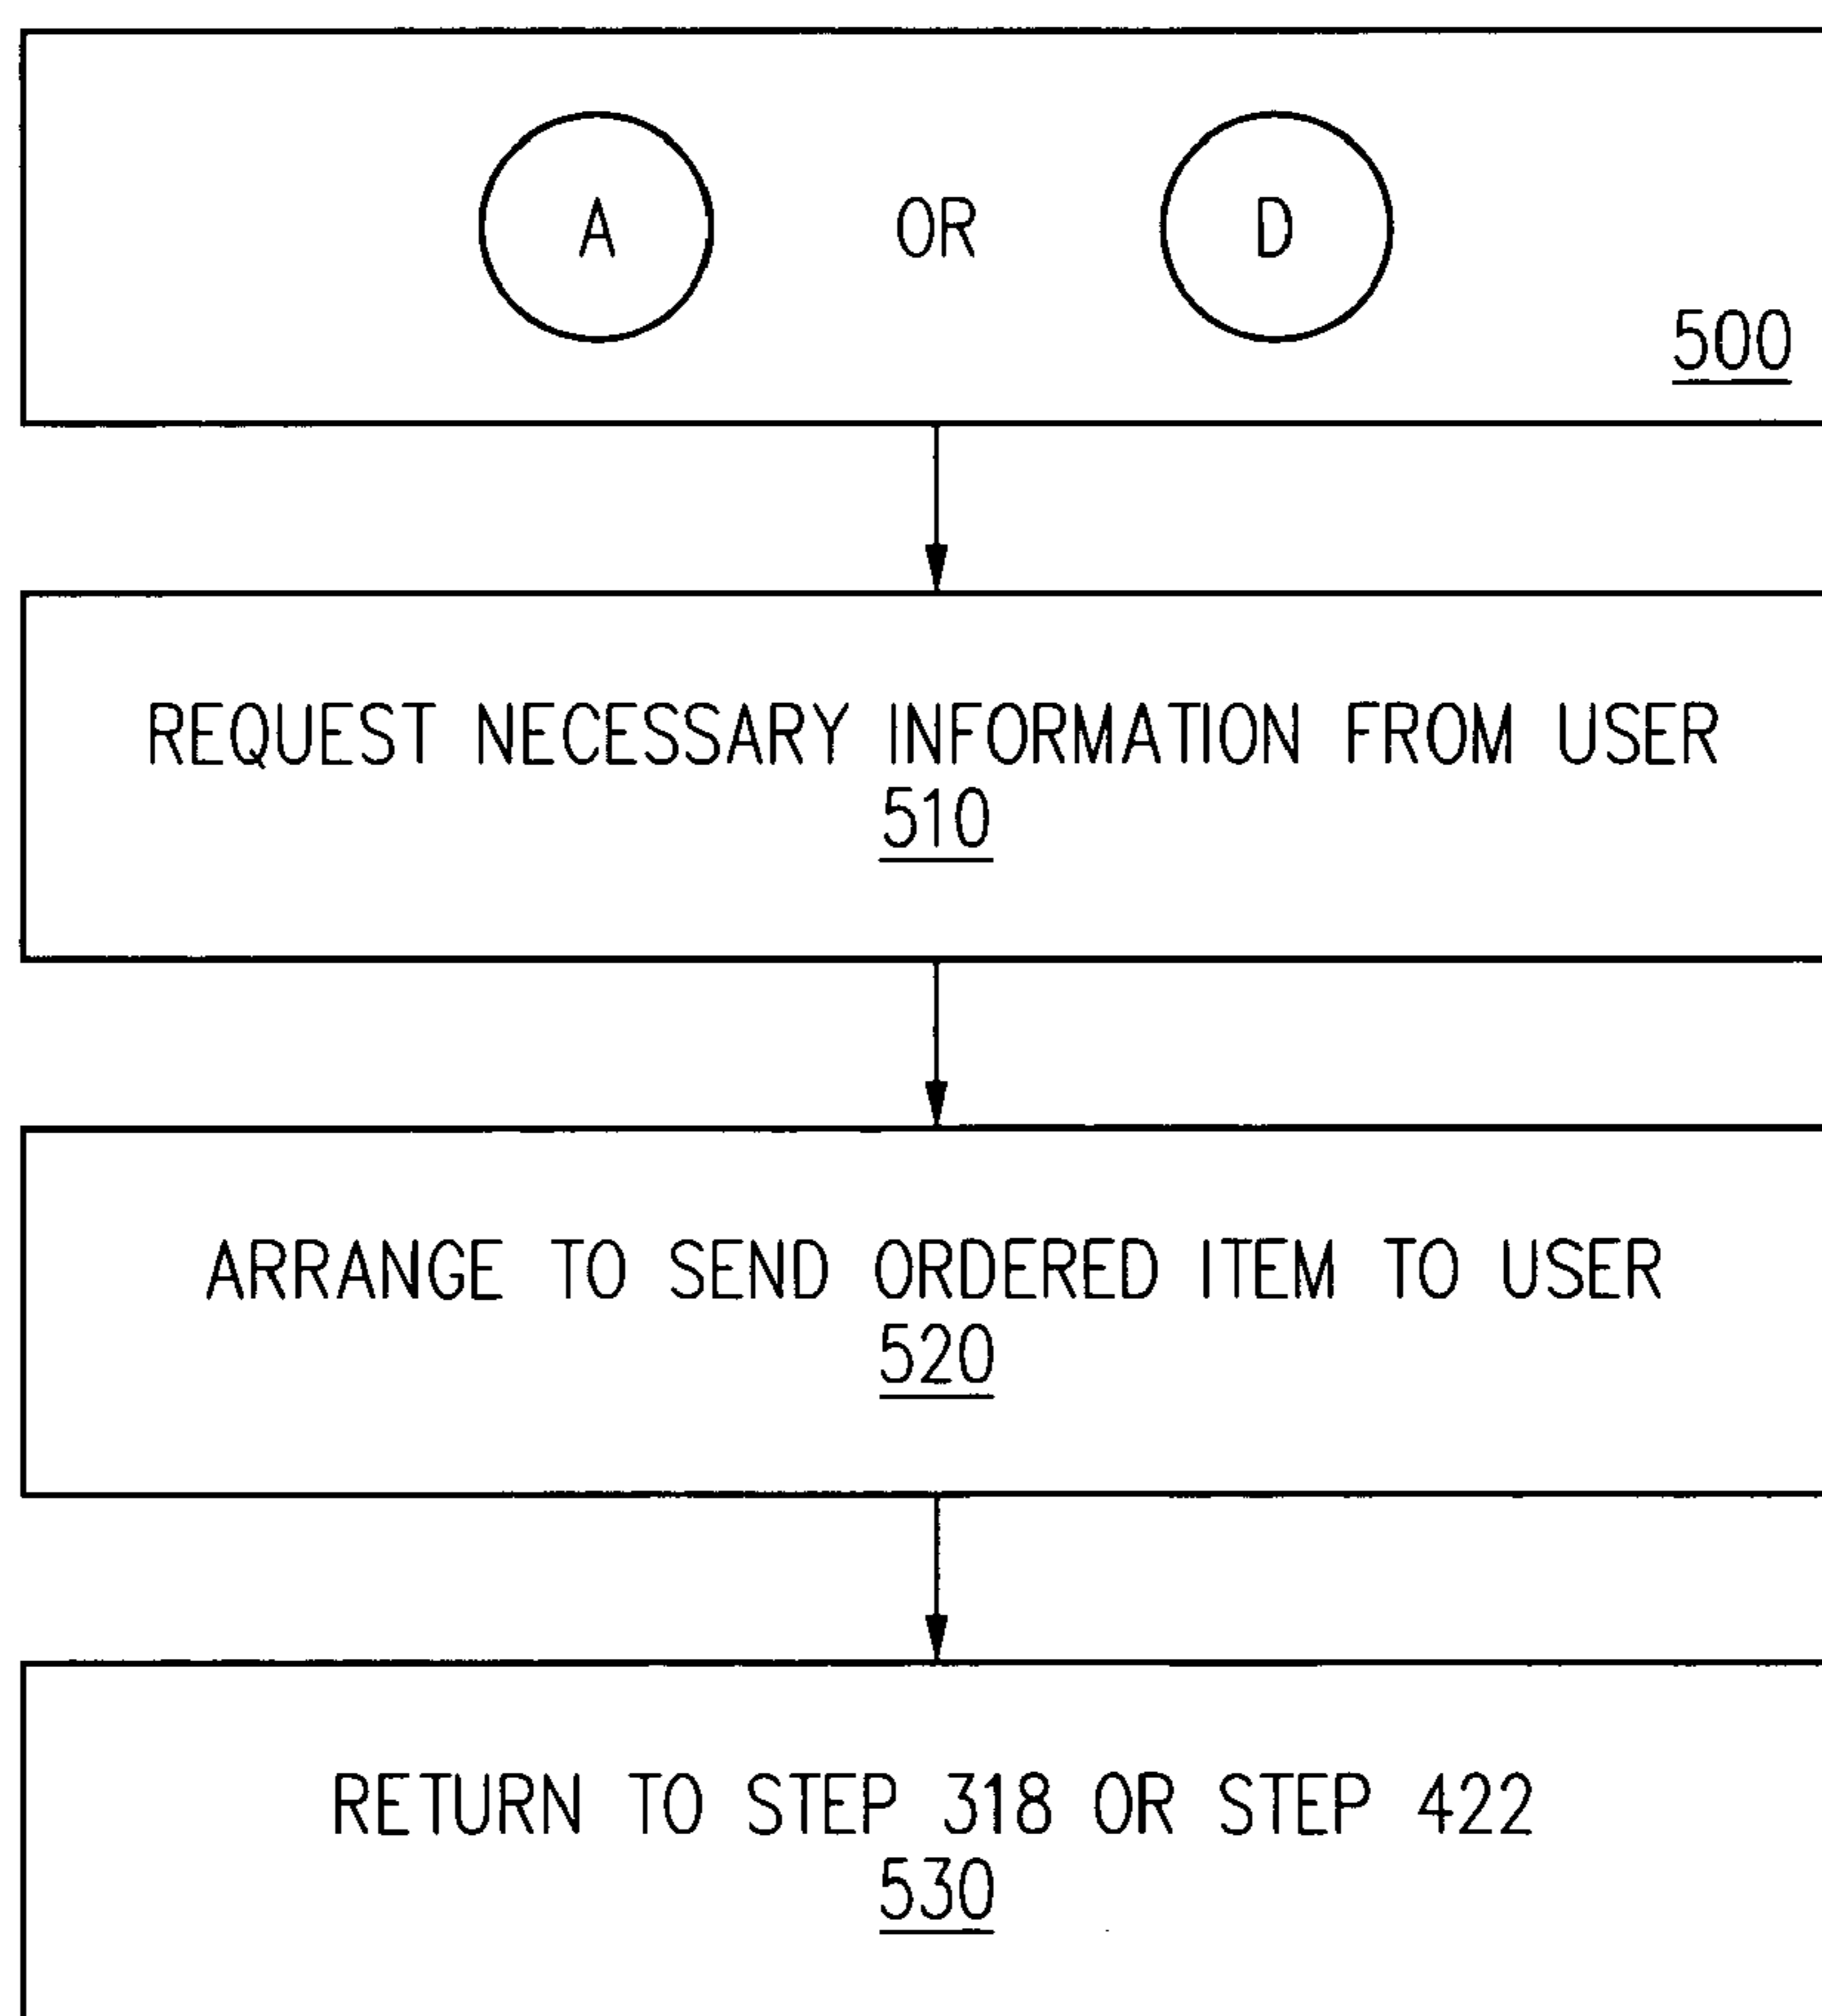 A OR D
500
REQUEST NECESSARY INFORMATION FROM USER
510
ARRANGE TO SEND ORDERED ITEM TO USER
520
RETURN TO STEP 318 OR STEP 422
530